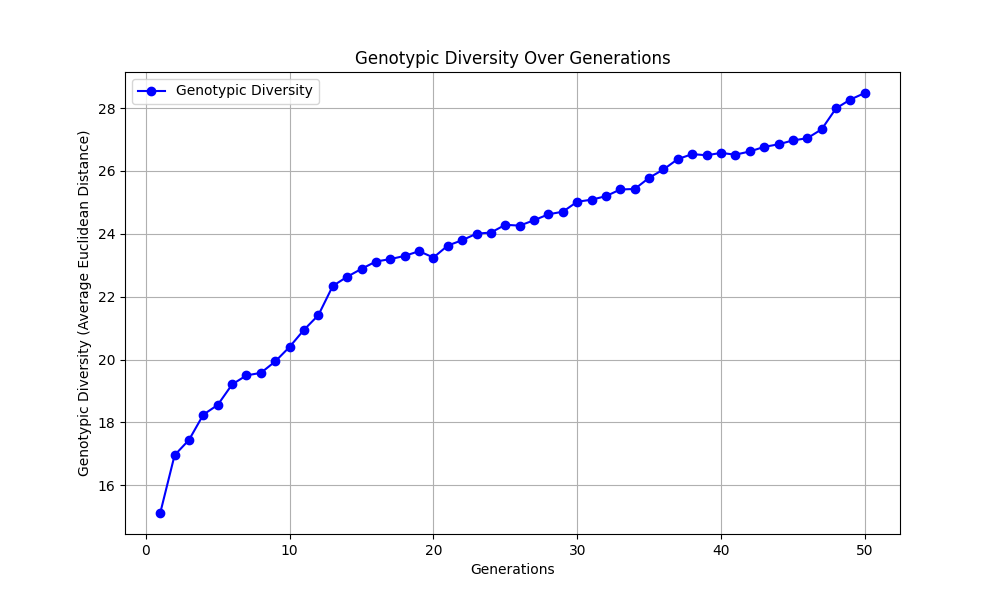 Genotypic Diversity Over Generations
Genotypic Diversity
Genotypic Diversity (Average Euclidean Distance)
28
26
24
22
20
18
16
0 10 20 30 40 50
Generations